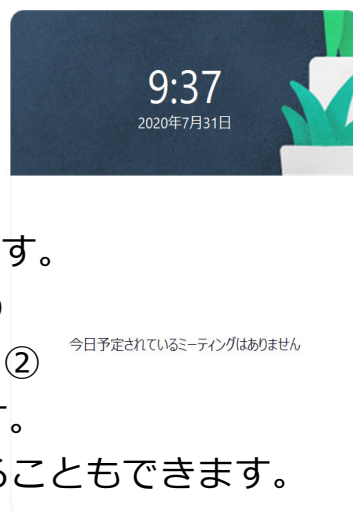 9:37
2020年7月31日
す。
今日予定されているミーティングはありません
②
。
ることもできます。